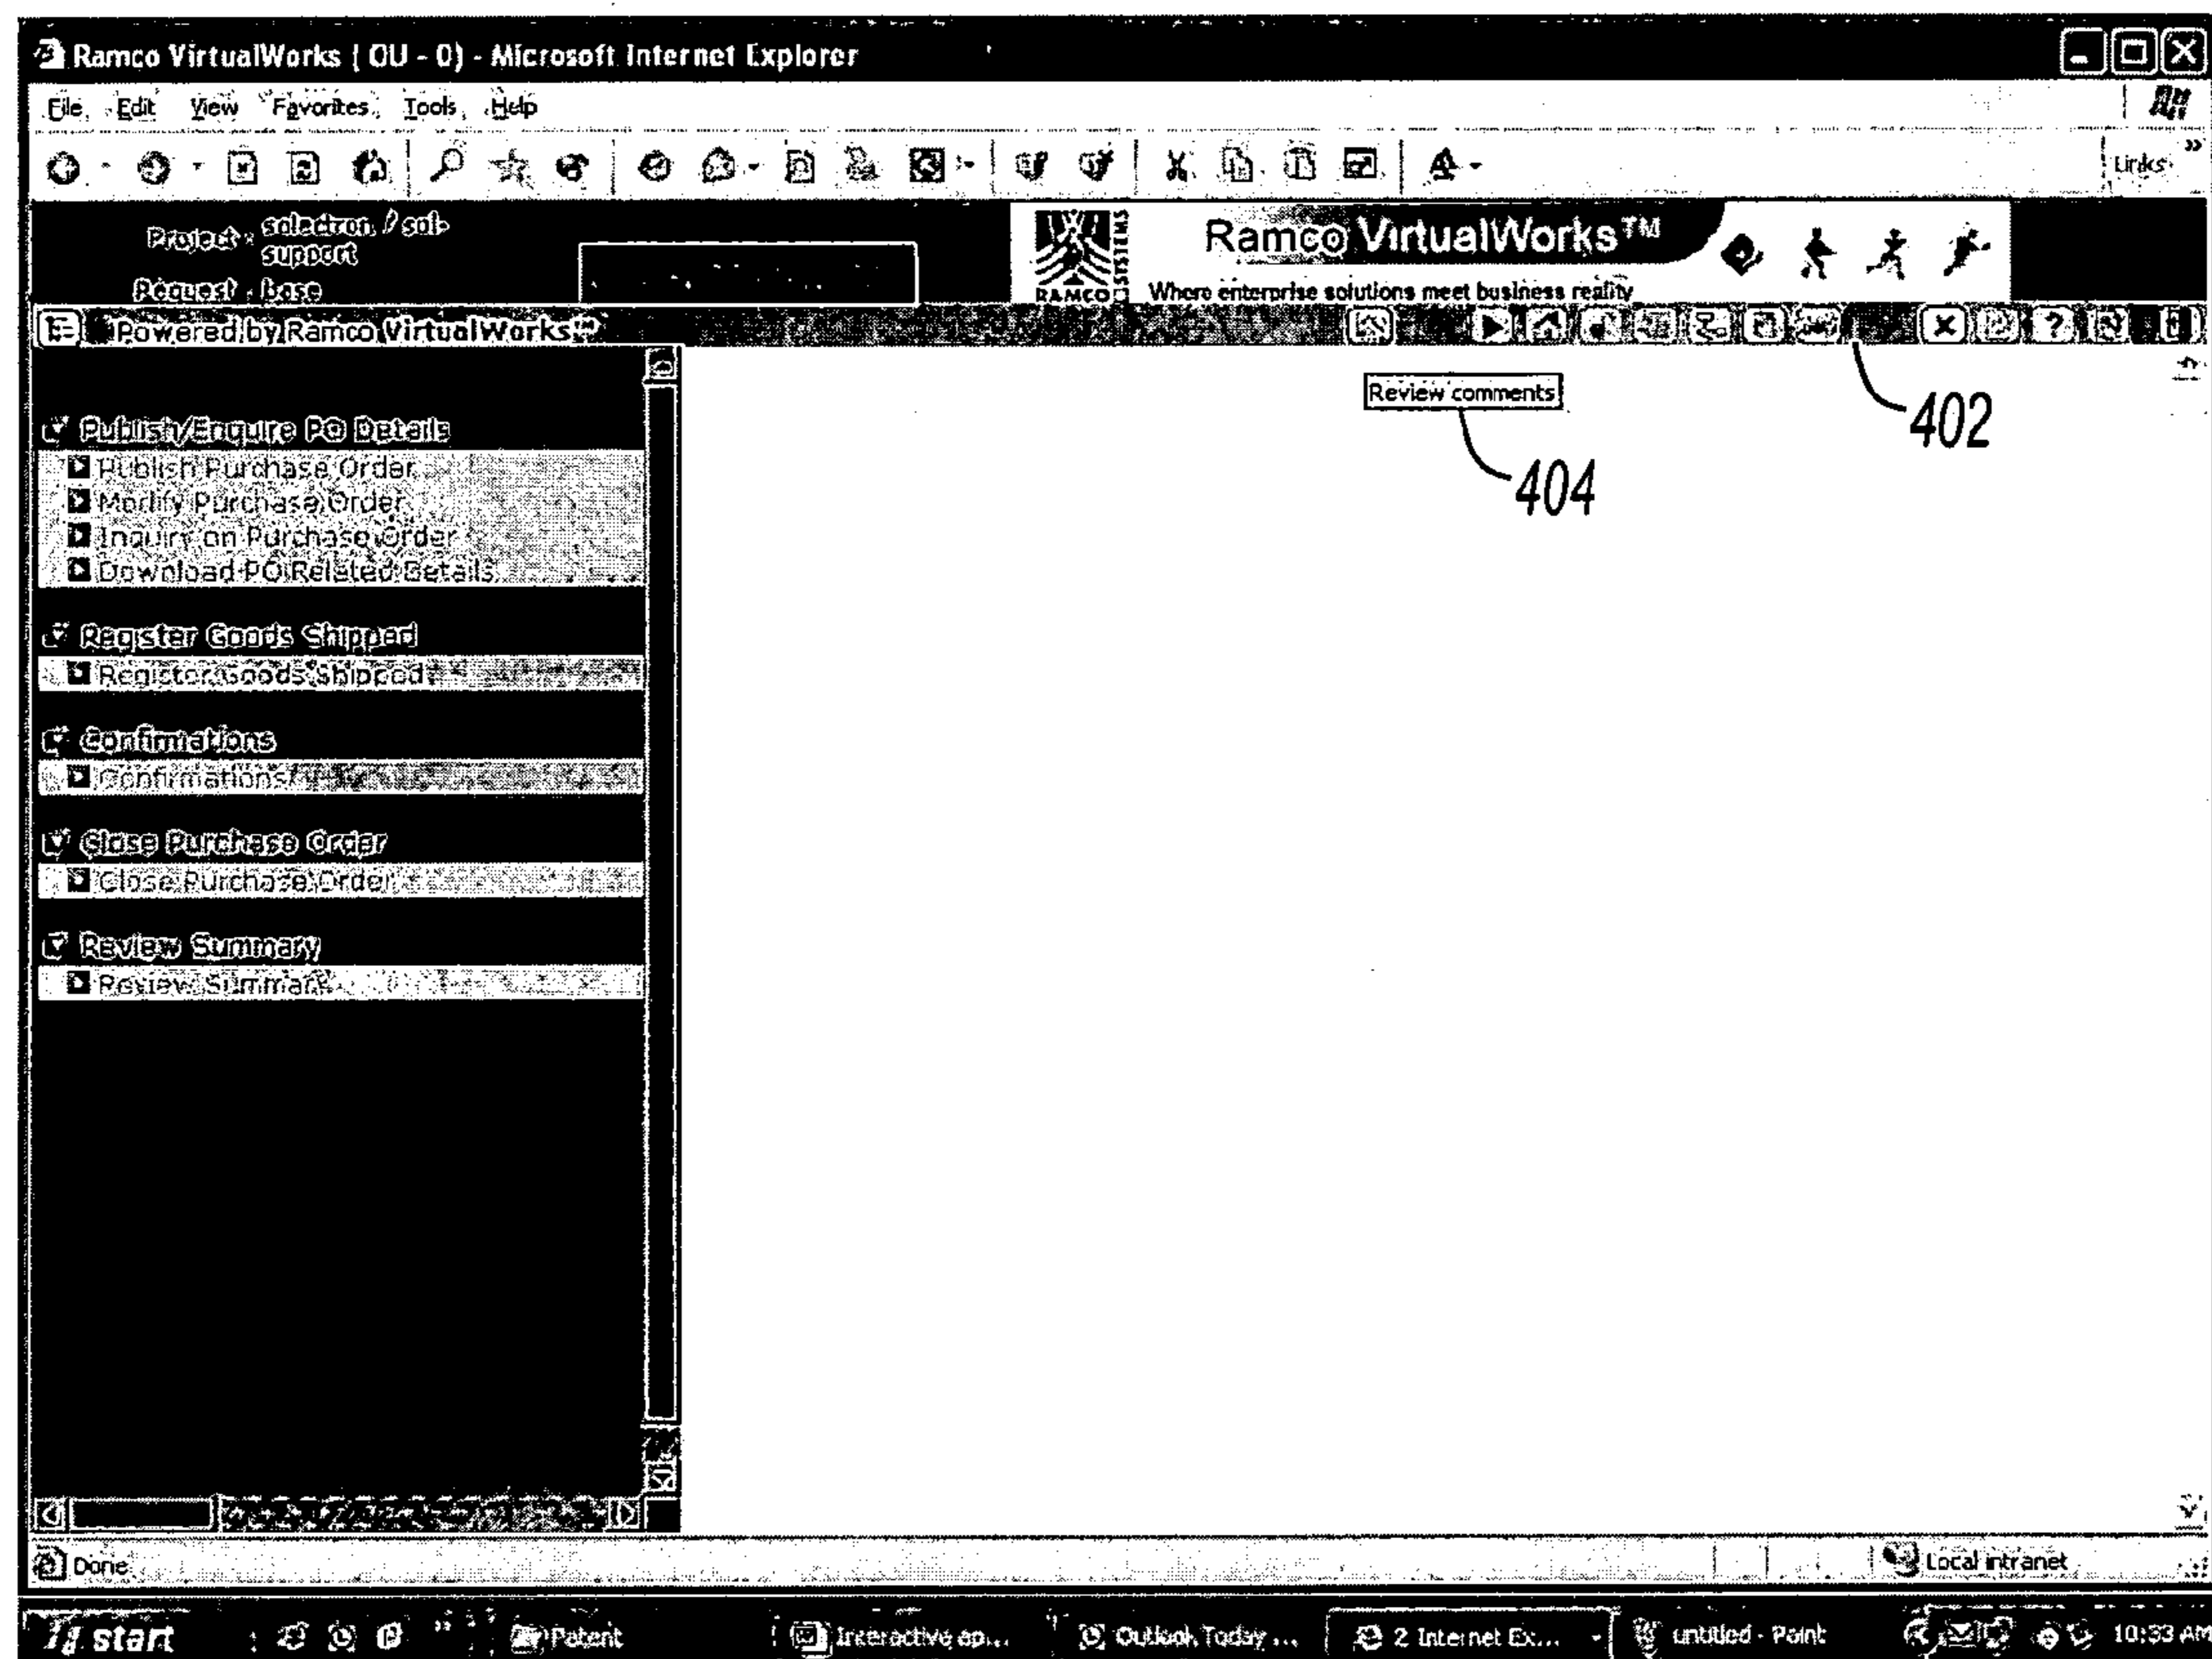 Ramco VirtualWorks ( OU - 0) - Microsoft Internet Explorer
File Edit View Favorites Tools Help
Links »
Project - solectron / sol-
support
Request - base
RAMCO SYSTEMS
Ramco VirtualWorks™
Where enterprise solutions meet business reality
Powered by Ramco VirtualWorks™
Review comments
402
404
Publish/Enquire PO Details
Publish Purchase Order
Modify Purchase Order
Inquiry on Purchase Order
Download PO Related Details
Register Goods Shipped
Register Goods Shipped
Confirmations
Confirmations
Close Purchase Order
Close Purchase Order
Review Summary
Review Summary
Done
Local intranet
start » Patent Interactive ap... Outlook Today ... 2 Internet Ex... untitled - Paint 10:33 AM